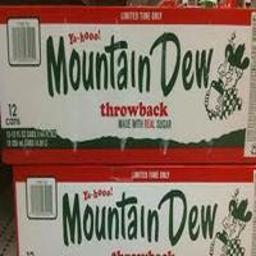 LIMITED TIME ONLY
Ya-hooo!
Mountain Dew
throwback
MADE WITH REAL SUGAR
12
cans
LIMITED TIME ONLY
Ya-hooo!
Mountain Dew
throwback
12